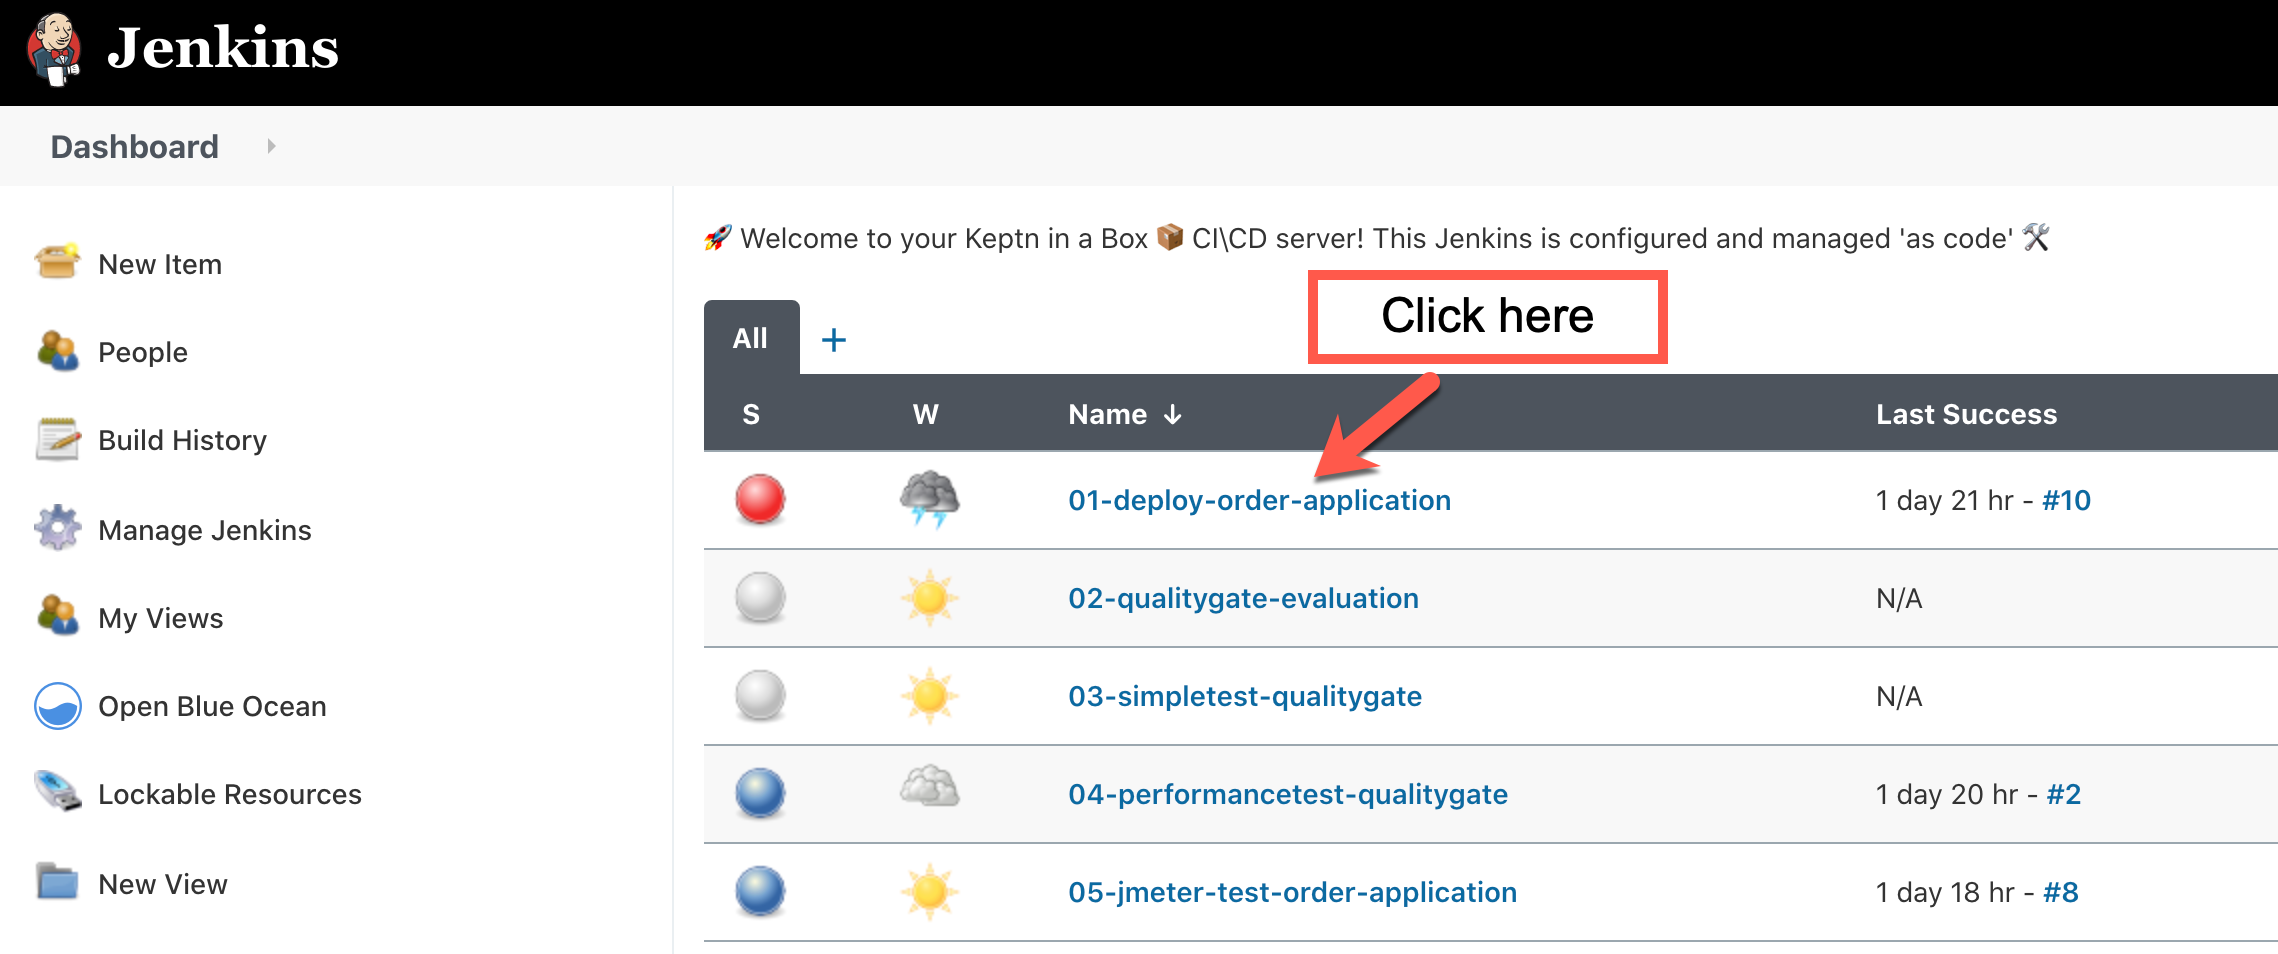 Jenkins
Dashboard
New Item
People
Build History
Manage Jenkins
My Views
Open Blue Ocean
Lockable Resources
New View
🚀 Welcome to your Keptn in a Box 📦 CI\CD server! This Jenkins is configured and managed 'as code' 🛠
Click here
All +
S W Name ↓ Last Success
01-deploy-order-application 1 day 21 hr - #10
02-qualitygate-evaluation N/A
03-simpletest-qualitygate N/A
04-performancetest-qualitygate 1 day 20 hr - #2
05-jmeter-test-order-application 1 day 18 hr - #8